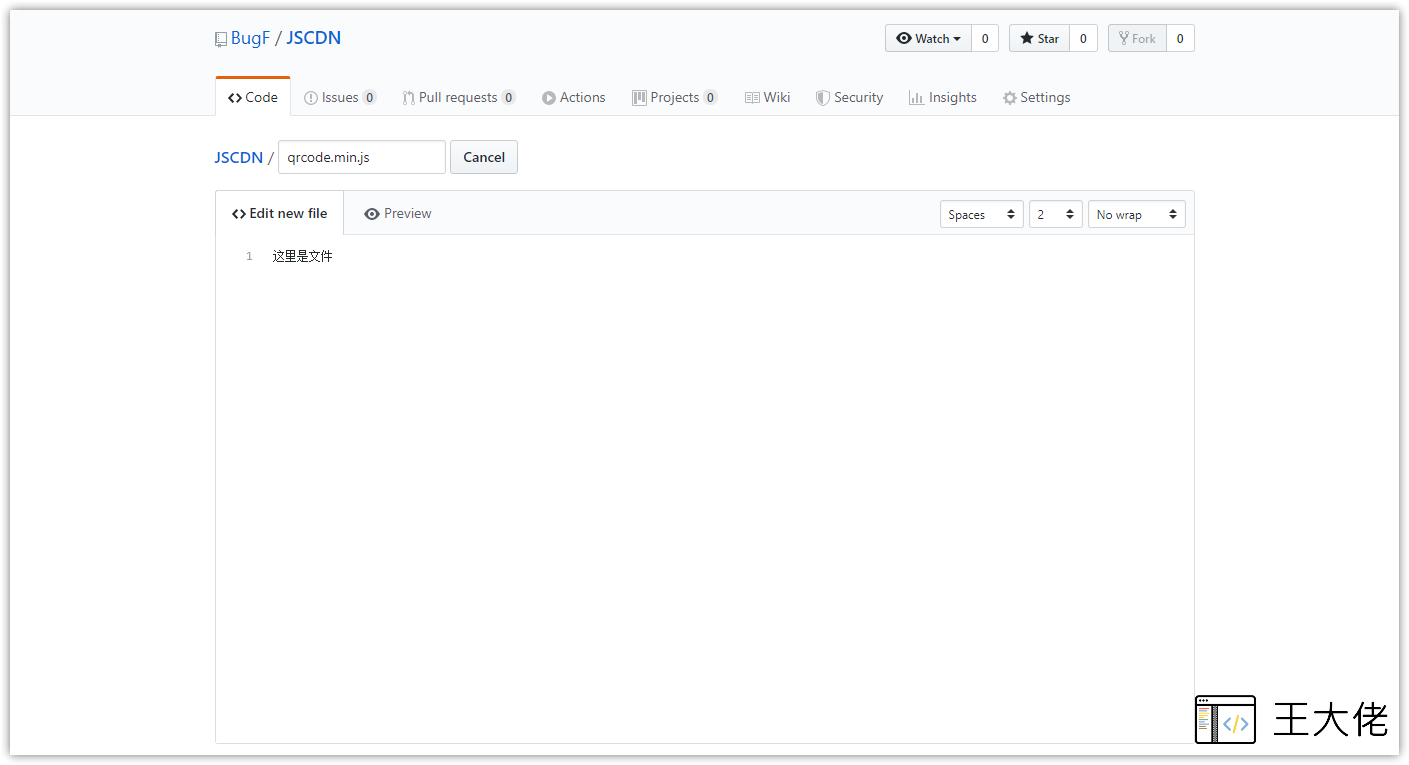 BugF / JSCDN
Watch 0 Star 0 Fork 0
Code Issues 0 Pull requests 0 Actions Projects 0 Wiki Security Insights Settings
JSCDN / qrcode.min.js Cancel
Edit new file Preview Spaces 2 No wrap
1 这里是文件
</> 王大佬